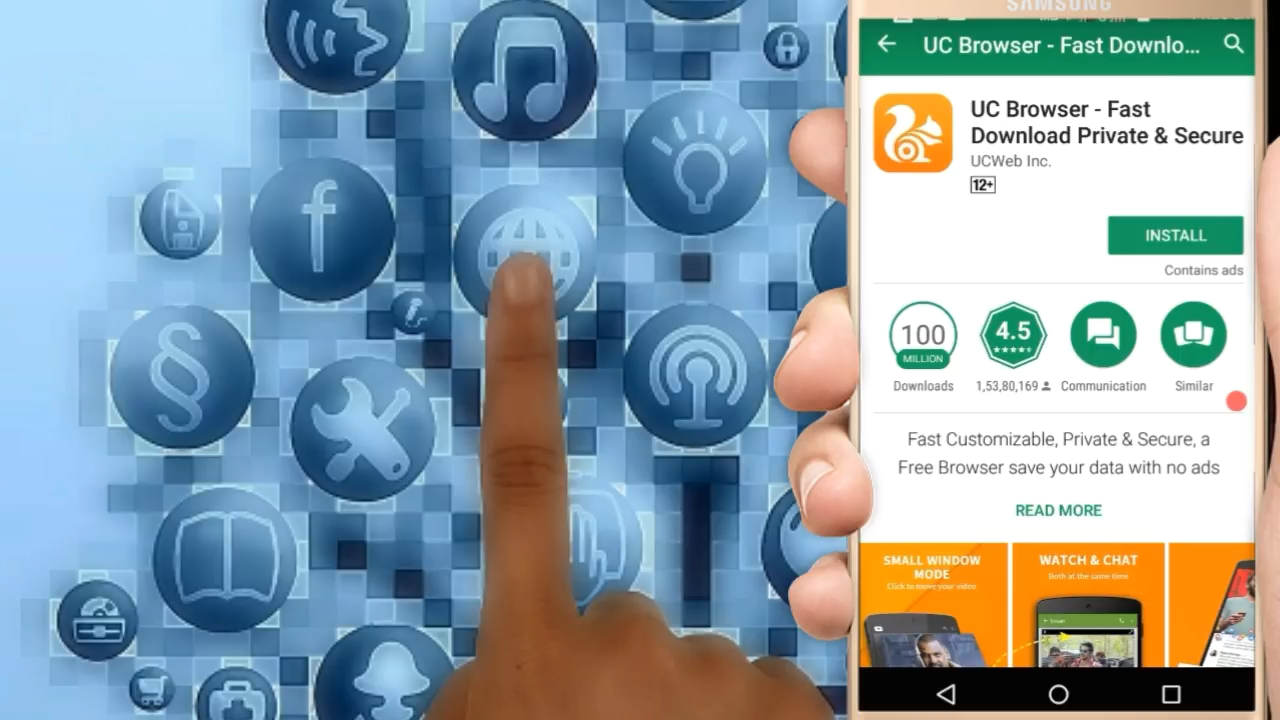 SAMSUNG
UC Browser - Fast Downlo...
UC Browser - Fast
Download Private & Secure
UCWeb Inc.
12+
INSTALL
Contains ads
100
MILLION
Downloads
4.5
1,53,80,169
Communication
Similar
Fast Customizable, Private & Secure, a
Free Browser save your data with no ads
READ MORE
SMALL WINDOW
MODE
Click to move your video
WATCH & CHAT
Both at the same time
f
§